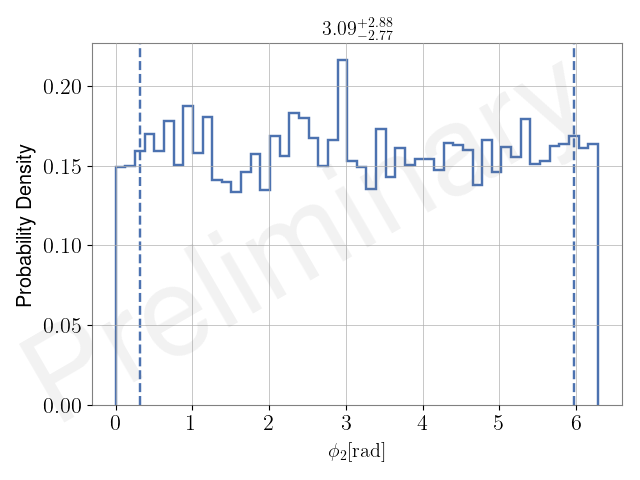 3.09^{+2.88}_{-2.77}
Probability Density
0.20
0.15
0.10
0.05
0.00
0 1 2 3 4 5 6
ϕ₂[rad]
Preliminary